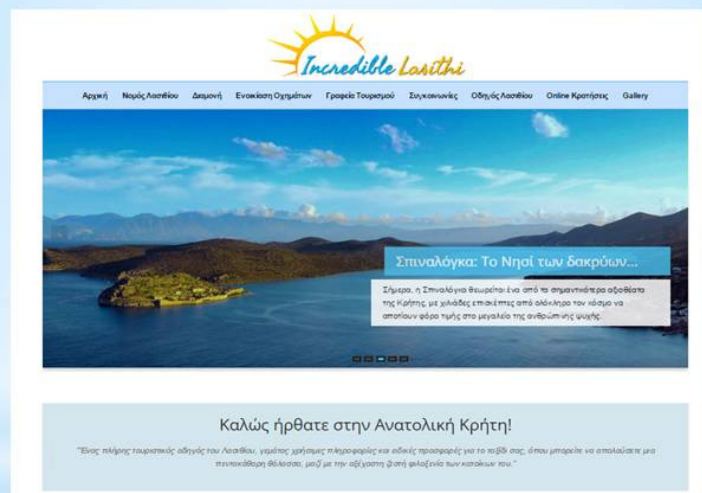 Incredible Lasithi
Αρχική Νομός Λασιθίου Διαμονή Ενοικίαση Οχημάτων Γραφεία Τουρισμού Συγκοινωνίες Οδηγός Λασιθίου Online Κρατήσεις Gallery
Σπιναλόγκα: Το Νησί των δακρύων...
Σήμερα, η Σπιναλόγκα θεωρείται ένα από τα σημαντικότερα αξιοθέατα
της Κρήτης, με χιλιάδες επισκέπτες από ολόκληρο τον κόσμο να
αποτίουν φόρο τιμής στο μεγαλείο της ανθρώπινης ψυχής.
Καλώς ήρθατε στην Ανατολική Κρήτη!
"Ένας πλήρης τουριστικός οδηγός του Λασιθίου, γεμάτος χρήσιμες πληροφορίες και ειδικές προσφορές για το ταξίδι σας, όπου μπορείτε να απολαύσετε μια
πεντακάθαρη θάλασσα, μαζί με την αξέχαστη ζεστή φιλοξενία των κατοίκων του."